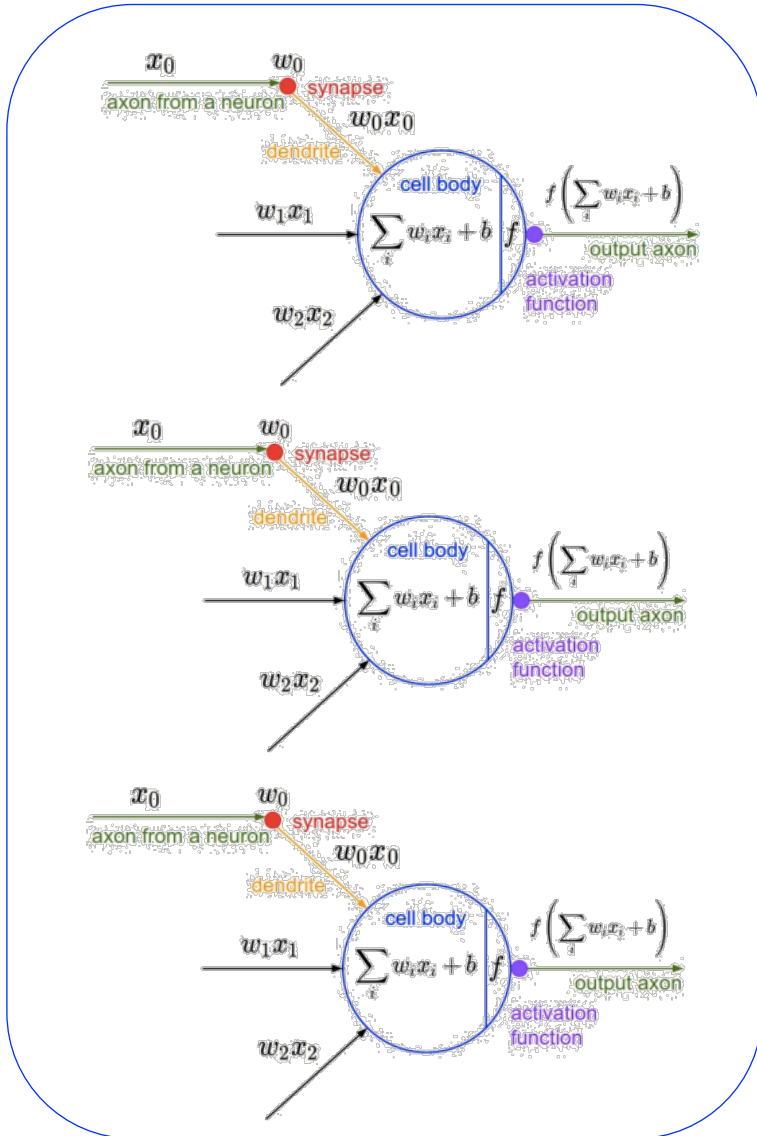 x₀ w₀
axon from a neuron synapse
w₀x₀
dendrite
cell body f(∑ᵢ wᵢxᵢ + b)
w₁x₁
∑ᵢ wᵢxᵢ + b f
output axon
activation
function
w₂x₂
x₀ w₀
axon from a neuron synapse
w₀x₀
dendrite
cell body f(∑ᵢ wᵢxᵢ + b)
w₁x₁
∑ᵢ wᵢxᵢ + b f
output axon
activation
function
w₂x₂
x₀ w₀
axon from a neuron synapse
w₀x₀
dendrite
cell body f(∑ᵢ wᵢxᵢ + b)
w₁x₁
∑ᵢ wᵢxᵢ + b f
output axon
activation
function
w₂x₂